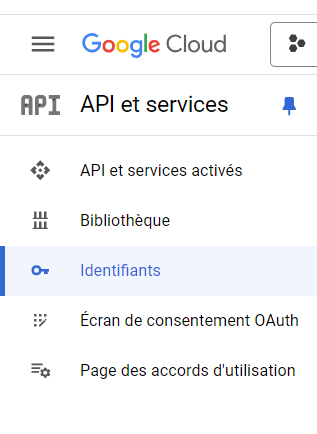 Google Cloud
API API et services
API et services activés
Bibliothèque
Identifiants
Écran de consentement OAuth
Page des accords d'utilisation